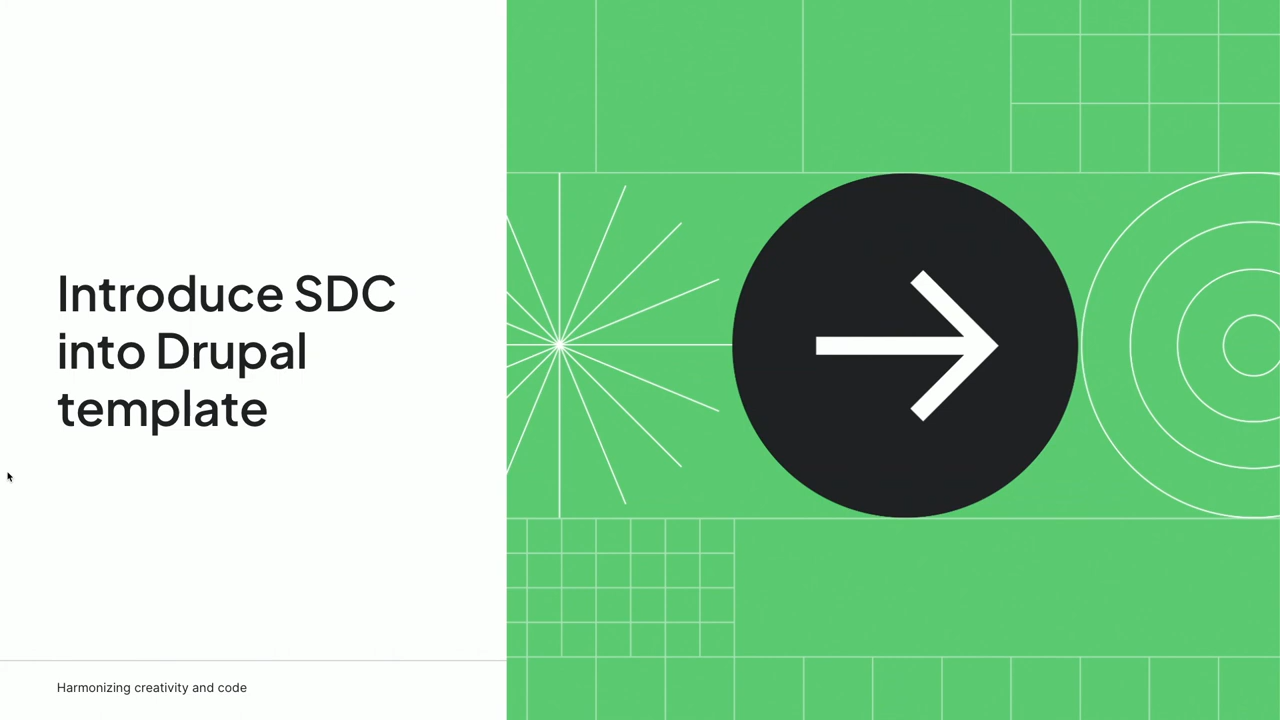 Introduce SDC
into Drupal
template
Harmonizing creativity and code